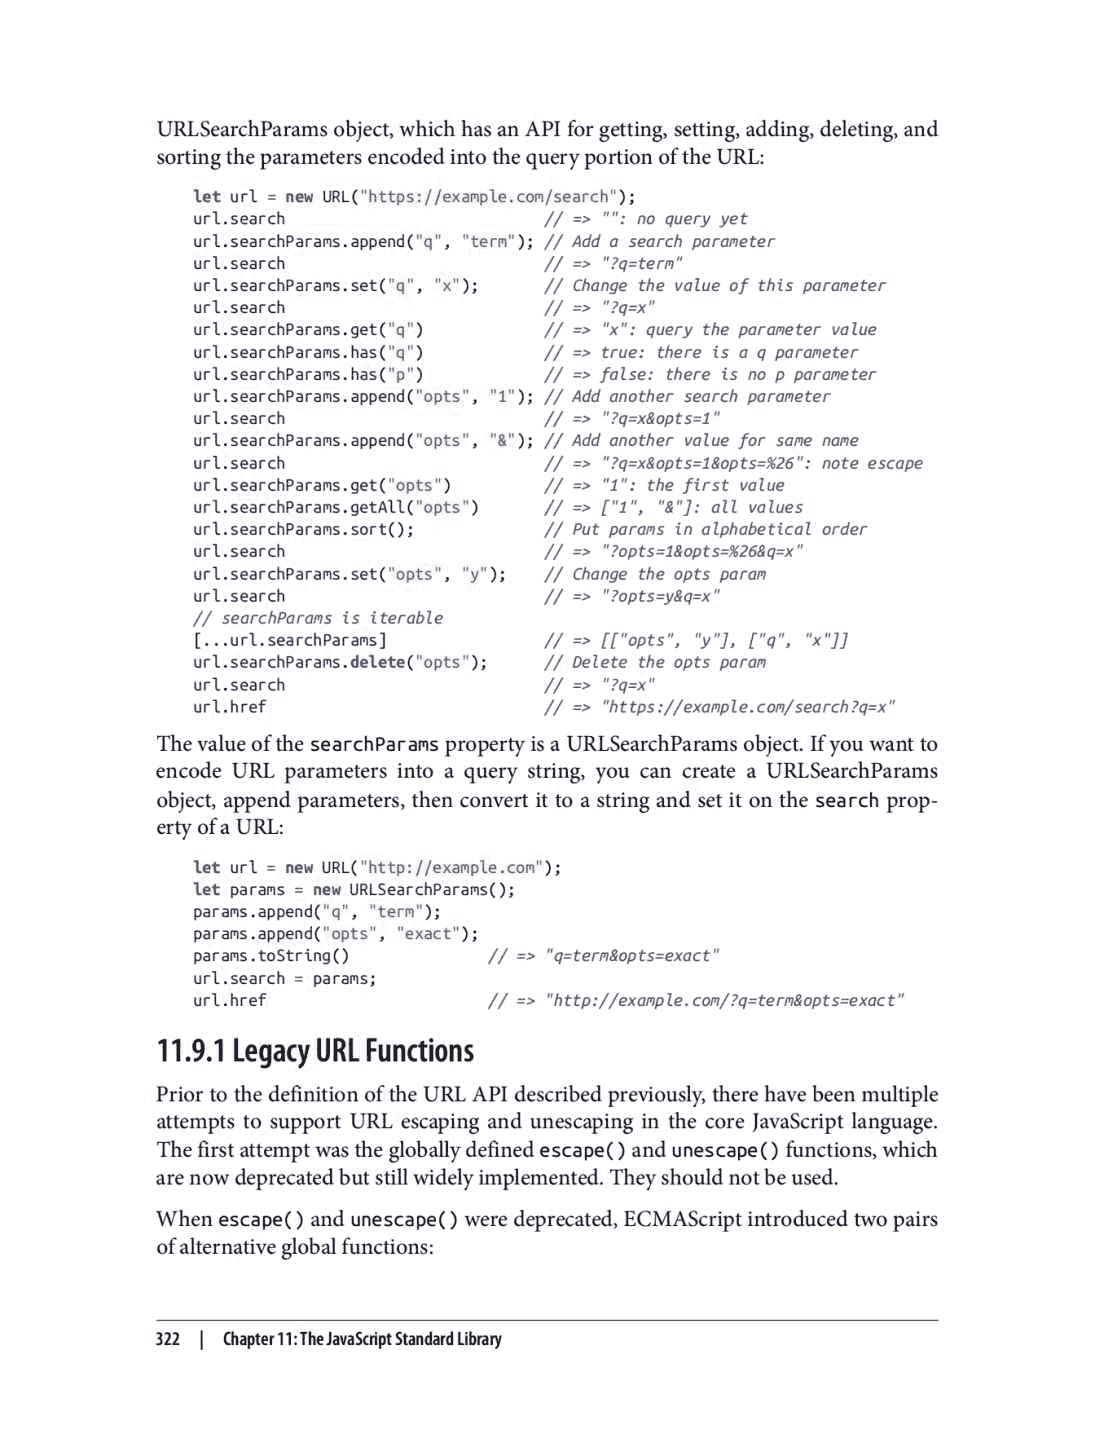 URLSearchParams object, which has an API for getting, setting, adding, deleting, and
sorting the parameters encoded into the query portion of the URL:
let url = new URL("https://example.com/search");
url.search // => "": no query yet
url.searchParams.append("q", "term"); // Add a search parameter
url.search // => "?q=term"
url.searchParams.set("q", "x"); // Change the value of this parameter
url.search // => "?q=x"
url.searchParams.get("q") // => "x": query the parameter value
url.searchParams.has("q") // => true: there is a q parameter
url.searchParams.has("p") // => false: there is no p parameter
url.searchParams.append("opts", "1"); // Add another search parameter
url.search // => "?q=x&opts=1"
url.searchParams.append("opts", "&"); // Add another value for same name
url.search // => "?q=x&opts=1&opts=%26": note escape
url.searchParams.get("opts") // => "1": the first value
url.searchParams.getAll("opts") // => ["1", "&"]: all values
url.searchParams.sort(); // Put params in alphabetical order
url.search // => "?opts=1&opts=%26&q=x"
url.searchParams.set("opts", "y"); // Change the opts param
url.search // => "?opts=y&q=x"
// searchParams is iterable
[...url.searchParams] // => [["opts", "y"], ["q", "x"]]
url.searchParams.delete("opts"); // Delete the opts param
url.search // => "?q=x"
url.href // => "https://example.com/search?q=x"
The value of the searchParams property is a URLSearchParams object. If you want to
encode URL parameters into a query string, you can create a URLSearchParams
object, append parameters, then convert it to a string and set it on the search prop-
erty of a URL:
let url = new URL("http://example.com");
let params = new URLSearchParams();
params.append("q", "term");
params.append("opts", "exact");
params.toString() // => "q=term&opts=exact"
url.search = params;
url.href // => "http://example.com/?q=term&opts=exact"
11.9.1 Legacy URL Functions
Prior to the definition of the URL API described previously, there have been multiple
attempts to support URL escaping and unescaping in the core JavaScript language.
The first attempt was the globally defined escape() and unescape() functions, which
are now deprecated but still widely implemented. They should not be used.
When escape() and unescape() were deprecated, ECMAScript introduced two pairs
of alternative global functions:
322 | Chapter 11: The JavaScript Standard Library